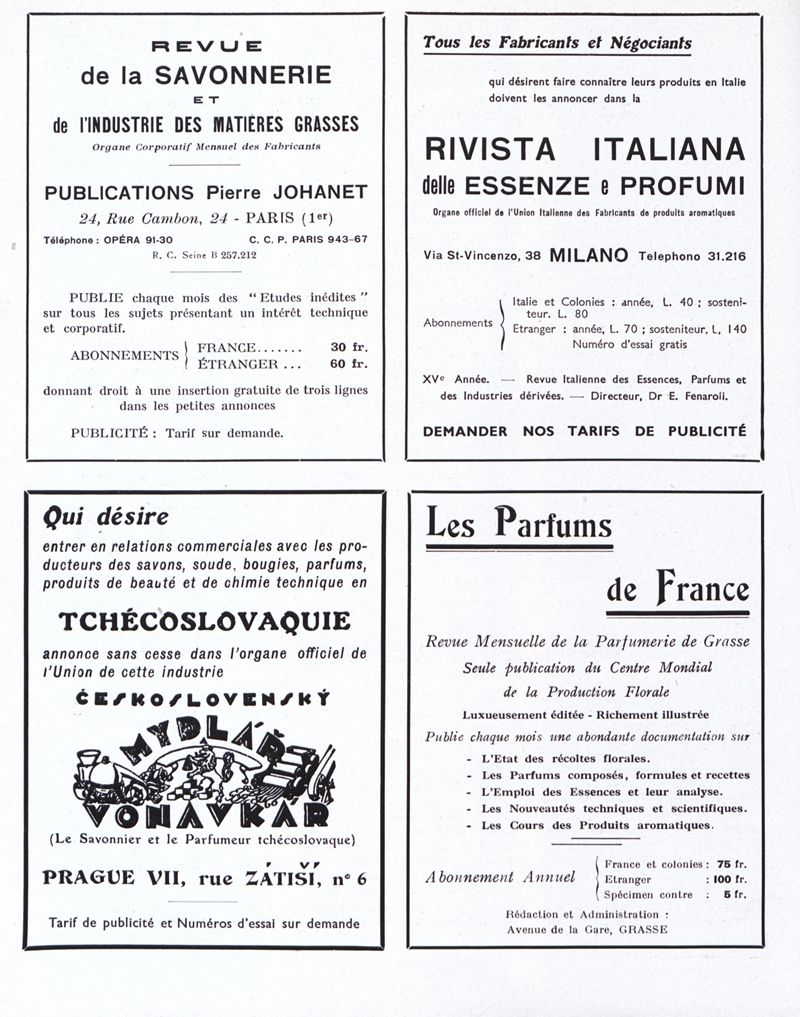 REVUE
de la SAVONNERIE
ET
de l'INDUSTRIE DES MATIÈRES GRASSES
Organe Corporatif Mensuel des Fabricants
PUBLICATIONS Pierre JOHANET
24, Rue Cambon, 24 - PARIS (1er)
Téléphone : OPÉRA 91-30 C. C. P. PARIS 943-67
R. C. Seine B 257.212
PUBLIE chaque mois des " Etudes inédites "
sur tous les sujets présentant un intérêt technique
et corporatif.
ABONNEMENTS { FRANCE....... 30 fr.
ÉTRANGER ... 60 fr.
donnant droit à une insertion gratuite de trois lignes
dans les petites annonces
PUBLICITÉ : Tarif sur demande.
Tous les Fabricants et Négociants
qui désirent faire connaître leurs produits en Italie
doivent les annoncer dans la
RIVISTA ITALIANA
delle ESSENZE e PROFUMI
Organe officiel de l'Union Italienne des Fabricants de produits aromatiques
Via St-Vincenzo, 38 MILANO Telephono 31.216
Abonnements { Italie et Colonies : année, L. 40 ; sosteni-
teur. L. 80
Etranger : année, L. 70 ; sosteniteur. L, 140
Numéro d'essai gratis
XVe Année. — Revue Italienne des Essences, Parfums et
des Industries dérivées. — Directeur, Dr E. Fenaroli.
DEMANDER NOS TARIFS DE PUBLICITÉ
Qui désire
entrer en relations commerciales avec les pro-
ducteurs des savons, soude, bougies, parfums,
produits de beauté et de chimie technique en
TCHÉCOSLOVAQUIE
annonce sans cesse dans l'organe officiel de
l'Union de cette industrie
ČESKOSLOVENSKÝ
MYDLÁŘ
VOŇAVKÁŘ
(Le Savonnier et le Parfumeur tchécoslovaque)
PRAGUE VII, rue ZÁTIŠÍ, no 6
Tarif de publicité et Numéros d'essai sur demande
Les Parfums
de France
Revue Mensuelle de la Parfumerie de Grasse
Seule publication du Centre Mondial
de la Production Florale
Luxueusement éditée - Richement illustrée
Publie chaque mois une abondante documentation sur
- L'Etat des récoltes florales.
- Les Parfums composés, formules et recettes
- L'Emploi des Essences et leur analyse.
- Les Nouveautés techniques et scientifiques.
- Les Cours des Produits aromatiques.
Abonnement Annuel { France et colonies : 75 fr.
Etranger : 100 fr.
Spécimen contre : 5 fr.
Rédaction et Administration :
Avenue de la Gare, GRASSE